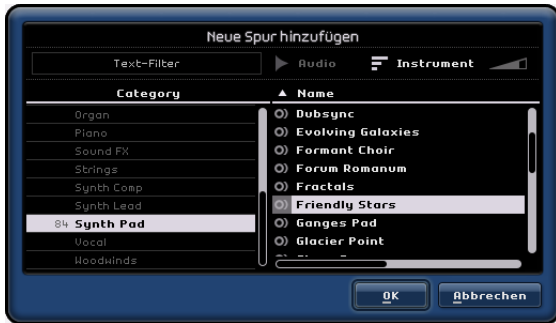 Neue Spur hinzufügen
Text-Filter
Audio
Instrument
Category
Name
Organ
Piano
Sound FX
Strings
Synth Comp
Synth Lead
84 Synth Pad
Vocal
Woodwinds
Dubsync
Evolving Galaxies
Formant Choir
Forum Romanum
Fractals
Friendly Stars
Ganges Pad
Glacier Point
OK
Abbrechen